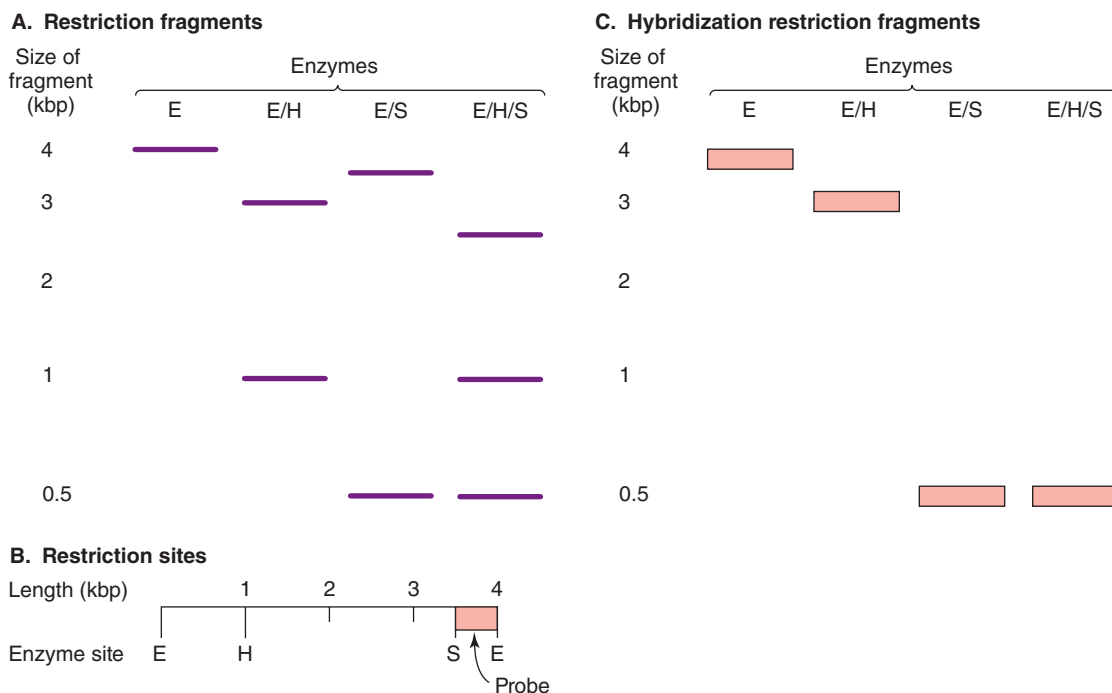 A. Restriction fragments
Size of
fragment
(kbp)
Enzymes
E E/H E/S E/H/S
4
3
2
1
0.5
B. Restriction sites
Length (kbp) 1 2 3 4
Enzyme site E H S E
Probe
C. Hybridization restriction fragments
Size of
fragment
(kbp)
Enzymes
E E/H E/S E/H/S
4
3
2
1
0.5